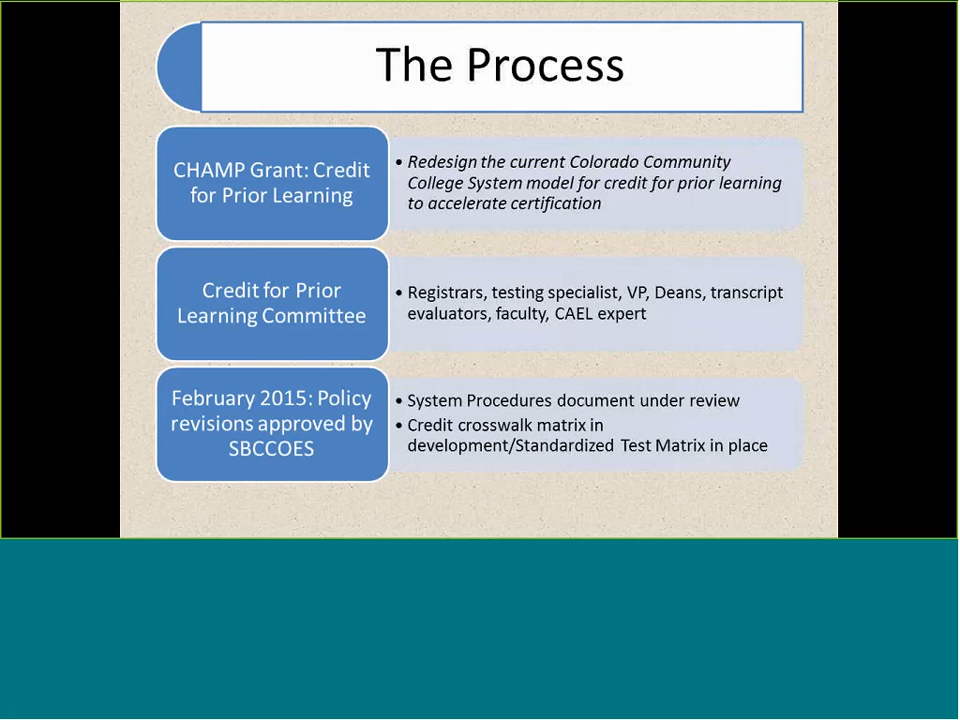 The Process
CHAMP Grant: Credit
for Prior Learning
• Redesign the current Colorado Community
College System model for credit for prior learning
to accelerate certification
Credit for Prior
Learning Committee
• Registrars, testing specialist, VP, Deans, transcript
evaluators, faculty, CAEL expert
February 2015: Policy
revisions approved by
SBCCOES
• System Procedures document under review
• Credit crosswalk matrix in
development/Standardized Test Matrix in place